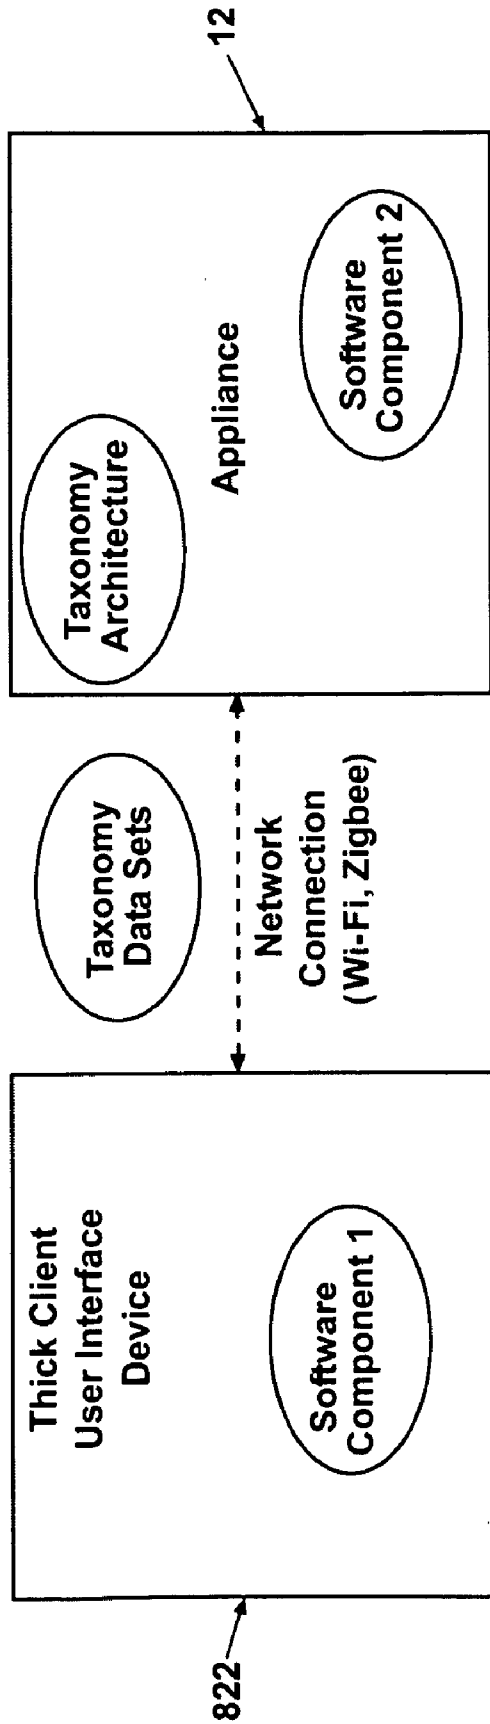 822
Thick Client
User Interface
Device
Software
Component 1
Taxonomy
Data Sets
Network
Connection
(Wi-Fi, Zigbee)
Taxonomy
Architecture
Appliance
Software
Component 2
12